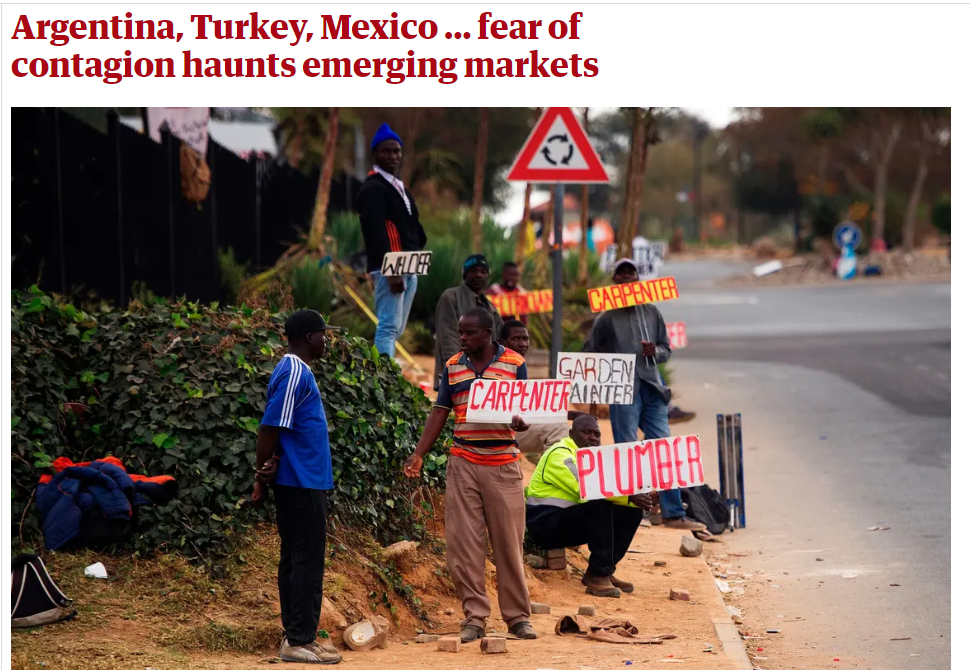 Argentina, Turkey, Mexico ... fear of
contagion haunts emerging markets
WELDER
CARPENTER
GARDEN
PAINTER
CARPENTER
PLUMBER